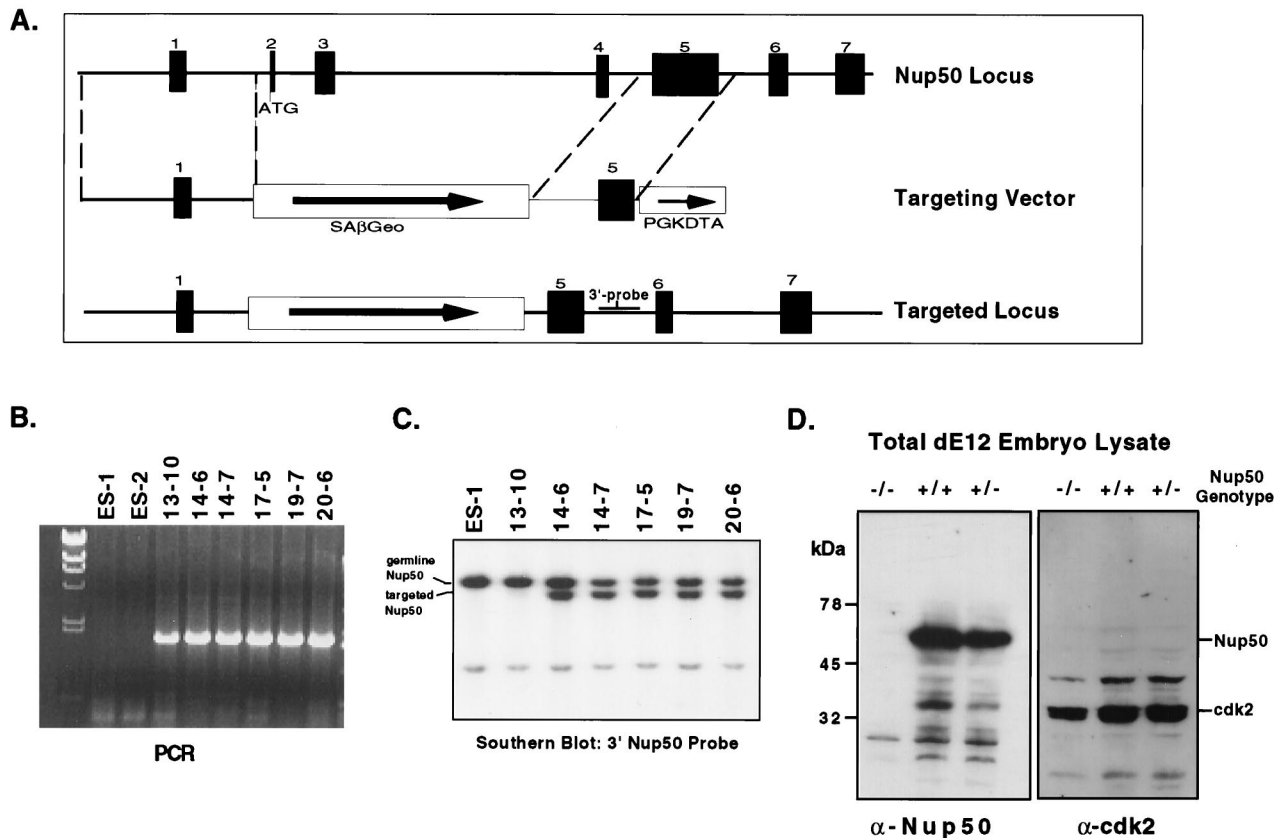 A.
1 2 3 4 5 6 7
ATG
Nup50 Locus
1 5
SAβGeo
PGKDTA
Targeting Vector
1 5 3'-probe 6 7
Targeted Locus
B.
ES-1 ES-2 13-10 14-6 14-7 17-5 19-7 20-6
PCR
C.
ES-1 13-10 14-6 14-7 17-5 19-7 20-6
germline
Nup50
targeted
Nup50
Southern Blot: 3' Nup50 Probe
D.
Total dE12 Embryo Lysate
-/- +/+ +/- -/- +/+ +/-
Nup50
Genotype
kDa
78
45
32
Nup50
cdk2
α-Nup50
α-cdk2